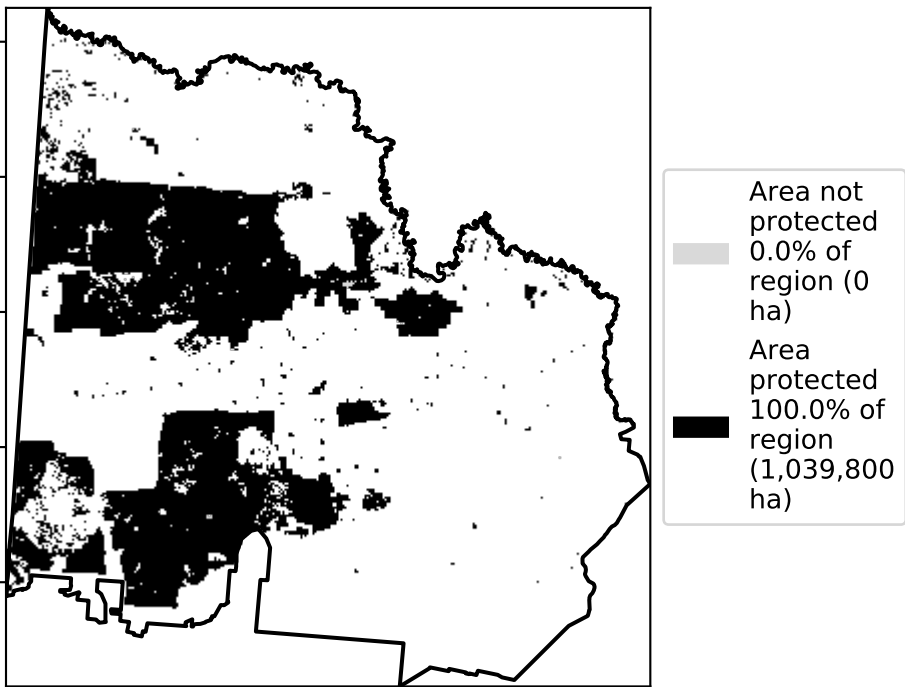 Area not
protected
0.0% of
region (0
ha)
Area
protected
100.0% of
region
(1,039,800
ha)